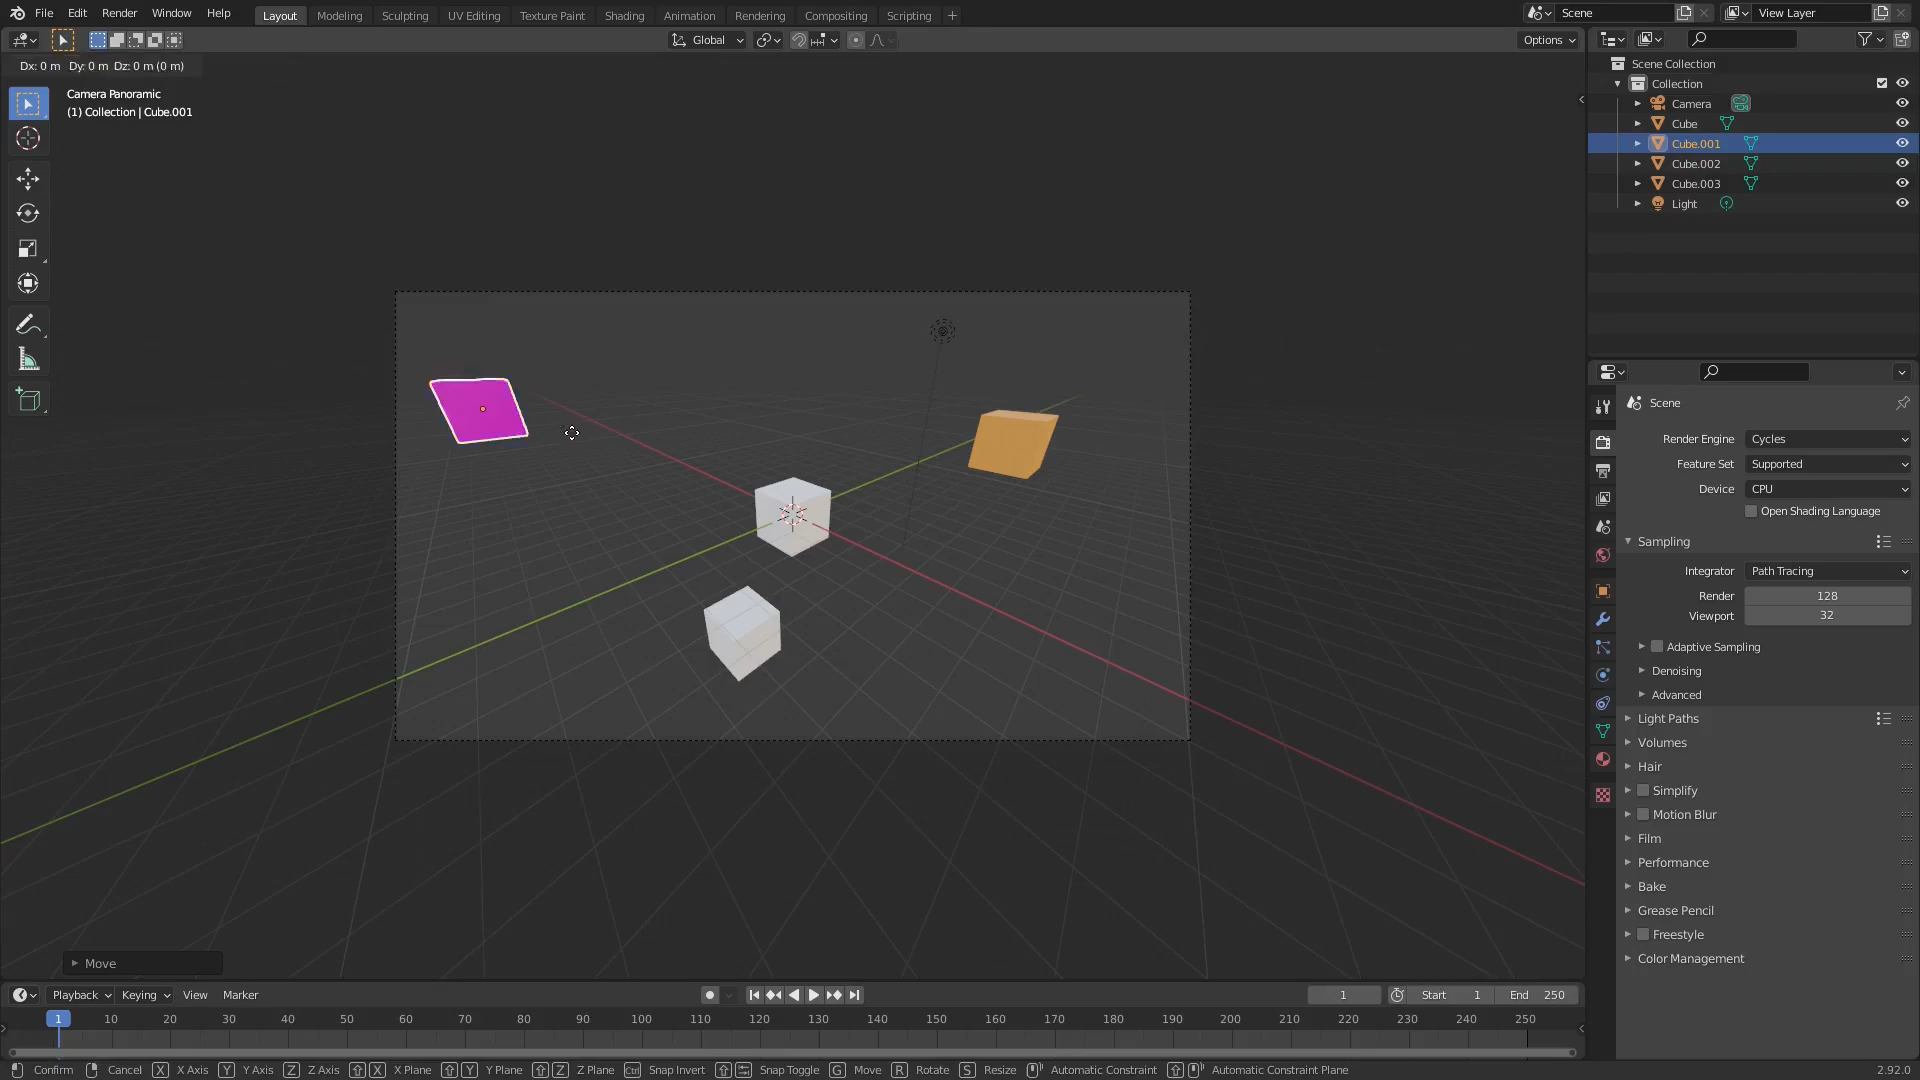 File Edit Render Window Help Layout Modeling Sculpting UV Editing Texture Paint Shading Animation Rendering Compositing Scripting + Scene View Layer
Global Options
Dx: 0 m Dy: 0 m Dz: 0 m (0 m)
Camera Panoramic
(1) Collection | Cube.001
Scene Collection
Collection
Camera
Cube
Cube.001
Cube.002
Cube.003
Light
Scene
Render Engine Cycles
Feature Set Supported
Device CPU
Open Shading Language
Sampling
Integrator Path Tracing
Render 128
Viewport 32
Adaptive Sampling
Denoising
Advanced
Light Paths
Volumes
Hair
Simplify
Motion Blur
Film
Performance
Bake
Grease Pencil
Freestyle
Color Management
Move
Playback Keying View Marker 1 Start 1 End 250
1 10 20 30 40 50 60 70 80 90 100 110 120 130 140 150 160 170 180 190 200 210 220 230 240 250
Confirm Cancel X X Axis Y Y Axis Z Z Axis X X Plane Y Y Plane Z Z Plane Ctrl Snap Invert Snap Toggle G Move R Rotate S Resize Automatic Constraint Automatic Constraint Plane 2.92.0